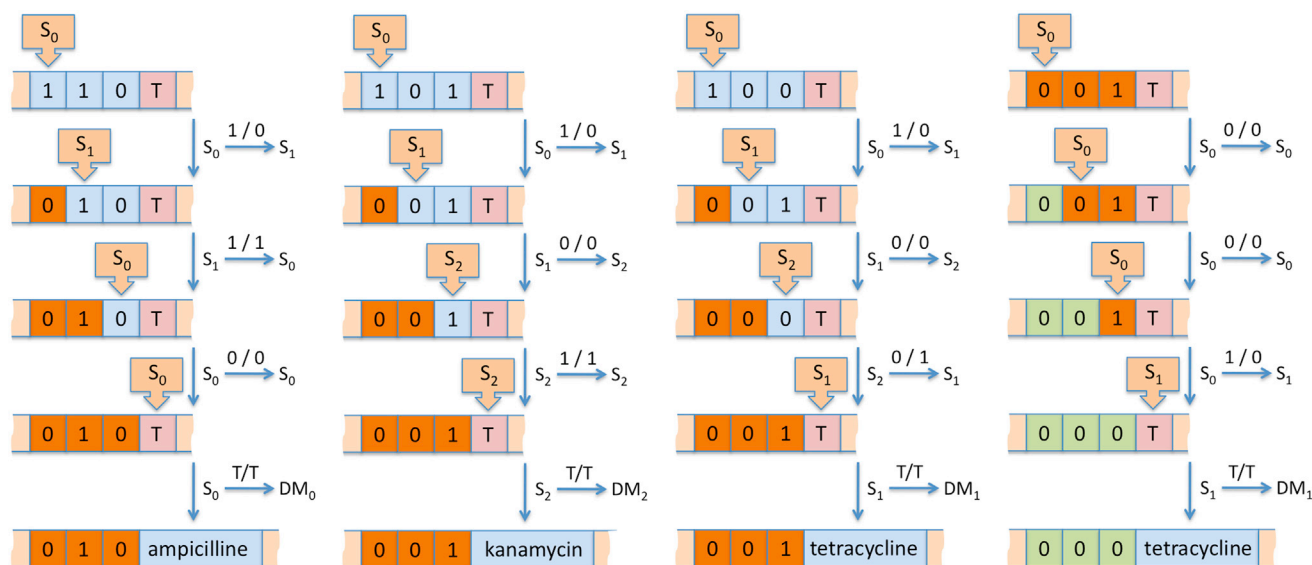 S₀
1 1 0 T
S₀ 1 / 0 S₁
S₁
0 1 0 T
S₁ 1 / 1 S₀
S₀
0 1 0 T
S₀ 0 / 0 S₀
S₀
0 1 0 T
S₀ T/T DM₀
0 1 0 ampicilline
S₀
1 0 1 T
S₀ 1 / 0 S₁
S₁
0 0 1 T
S₁ 0 / 0 S₂
S₂
0 0 1 T
S₂ 1 / 1 S₂
S₂
0 0 1 T
S₂ T/T DM₂
0 0 1 kanamycin
S₀
1 0 0 T
S₀ 1 / 0 S₁
S₁
0 0 1 T
S₁ 0 / 0 S₂
S₂
0 0 0 T
S₂ 0 / 1 S₁
S₁
0 0 1 T
S₁ T/T DM₁
0 0 1 tetracycline
S₀
0 0 1 T
S₀ 0 / 0 S₀
S₀
0 0 1 T
S₀ 0 / 0 S₀
S₀
0 0 1 T
S₀ 1 / 0 S₁
S₁
0 0 0 T
S₁ T/T DM₁
0 0 0 tetracycline